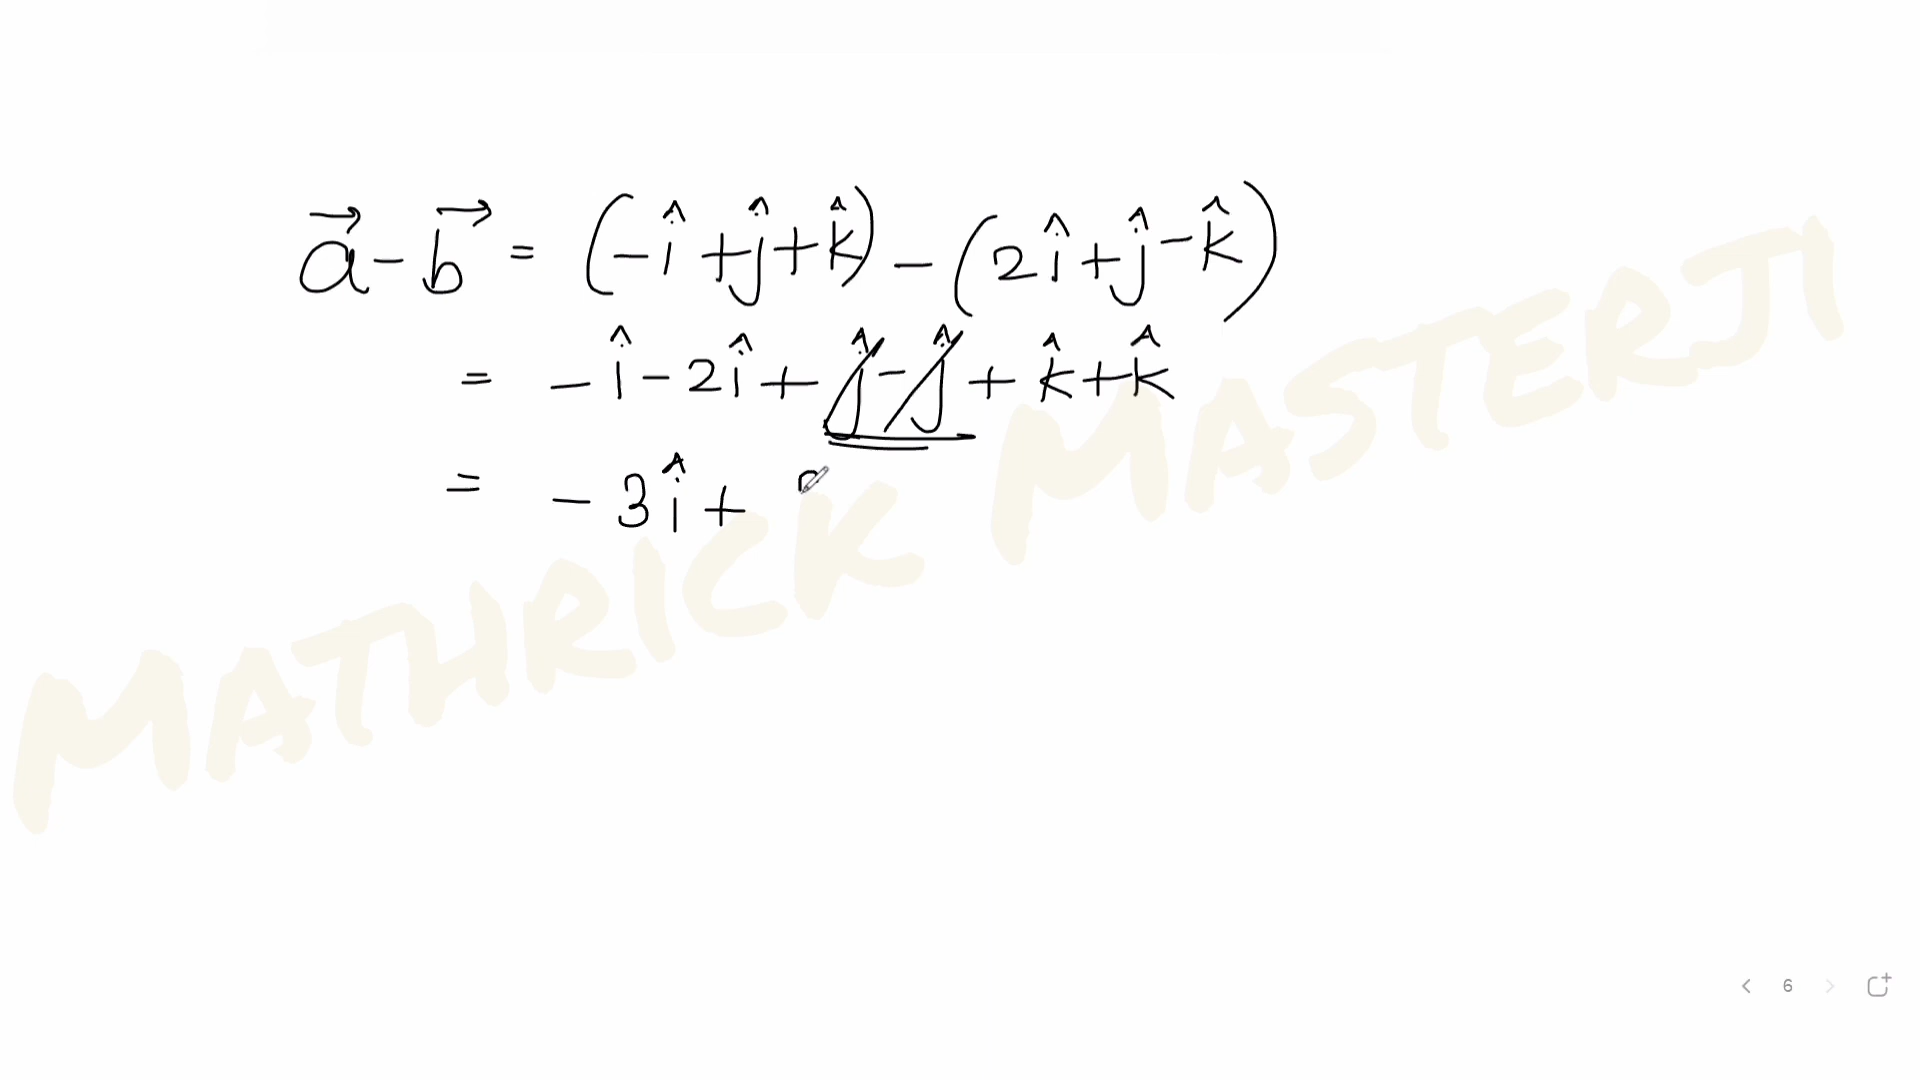 a⃗ - b⃗ = (-î + ĵ + k̂) - (2î + ĵ - k̂)
= -î - 2î + ĵ - ĵ + k̂ + k̂
= -3î +
MATHRICK MASTERJI
6